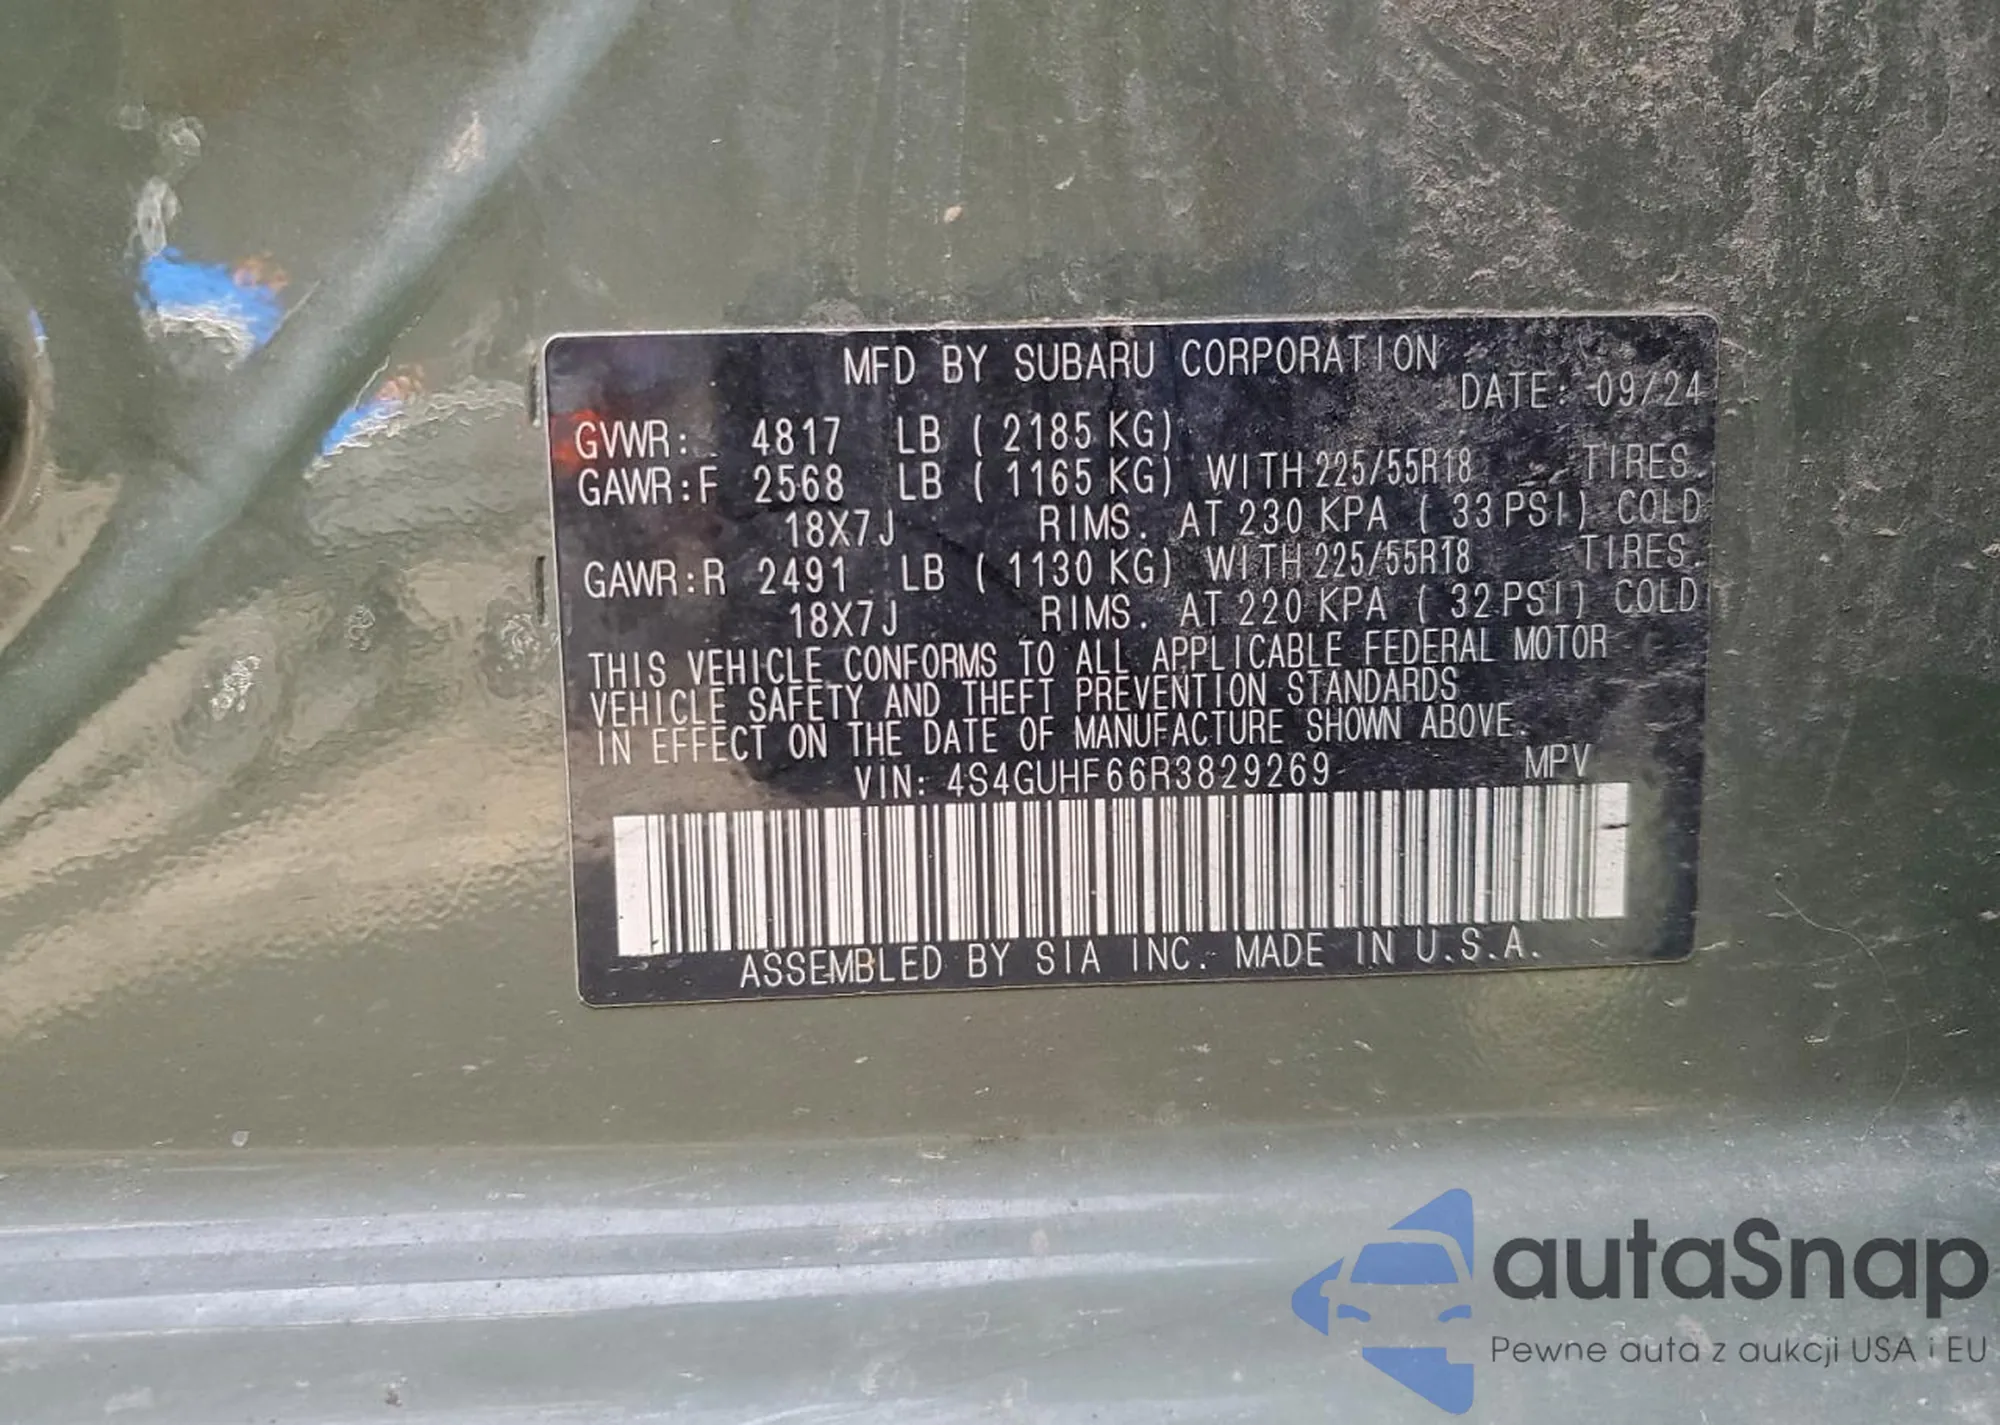 MFD BY SUBARU CORPORATION
DATE: 09/24
GVWR: 4817 LB (2185 KG)
GAWR:F 2568 LB (1165 KG) WITH 225/55R18 TIRES.
18X7J RIMS. AT 230 KPA (33 PSI) COLD
GAWR:R 2491 LB (1130 KG) WITH 225/55R18 TIRES.
18X7J RIMS. AT 220 KPA (32 PSI) COLD
THIS VEHICLE CONFORMS TO ALL APPLICABLE FEDERAL MOTOR
VEHICLE SAFETY AND THEFT PREVENTION STANDARDS
IN EFFECT ON THE DATE OF MANUFACTURE SHOWN ABOVE.
VIN: 4S4GUHF66R3829269 MPV
ASSEMBLED BY SIA INC. MADE IN U.S.A.
autaSnap
Pewne auta z aukcji USA i EU